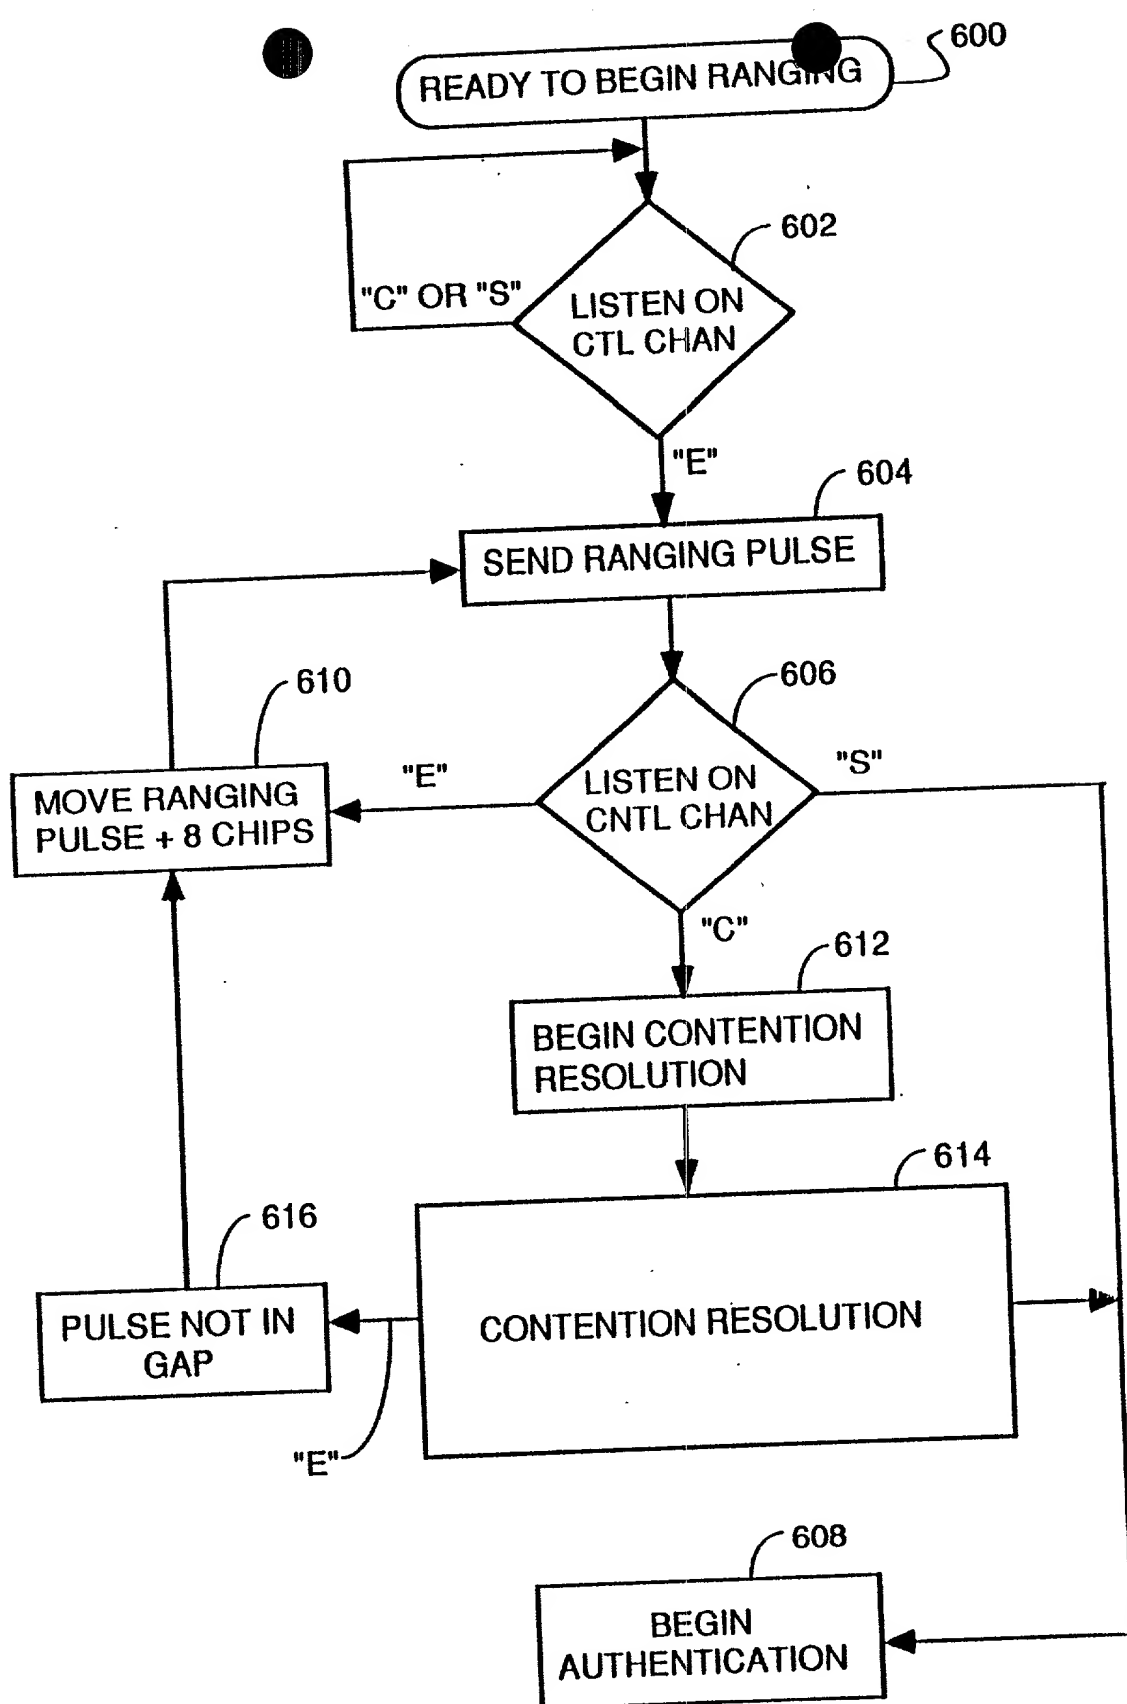 READY TO BEGIN RANGING
600
602
"C" OR "S"
LISTEN ON
CTL CHAN
"E"
604
SEND RANGING PULSE
610
606
"E"
"S"
MOVE RANGING
PULSE + 8 CHIPS
LISTEN ON
CNTL CHAN
"C"
612
BEGIN CONTENTION
RESOLUTION
614
616
PULSE NOT IN
GAP
CONTENTION RESOLUTION
"E"
608
BEGIN
AUTHENTICATION